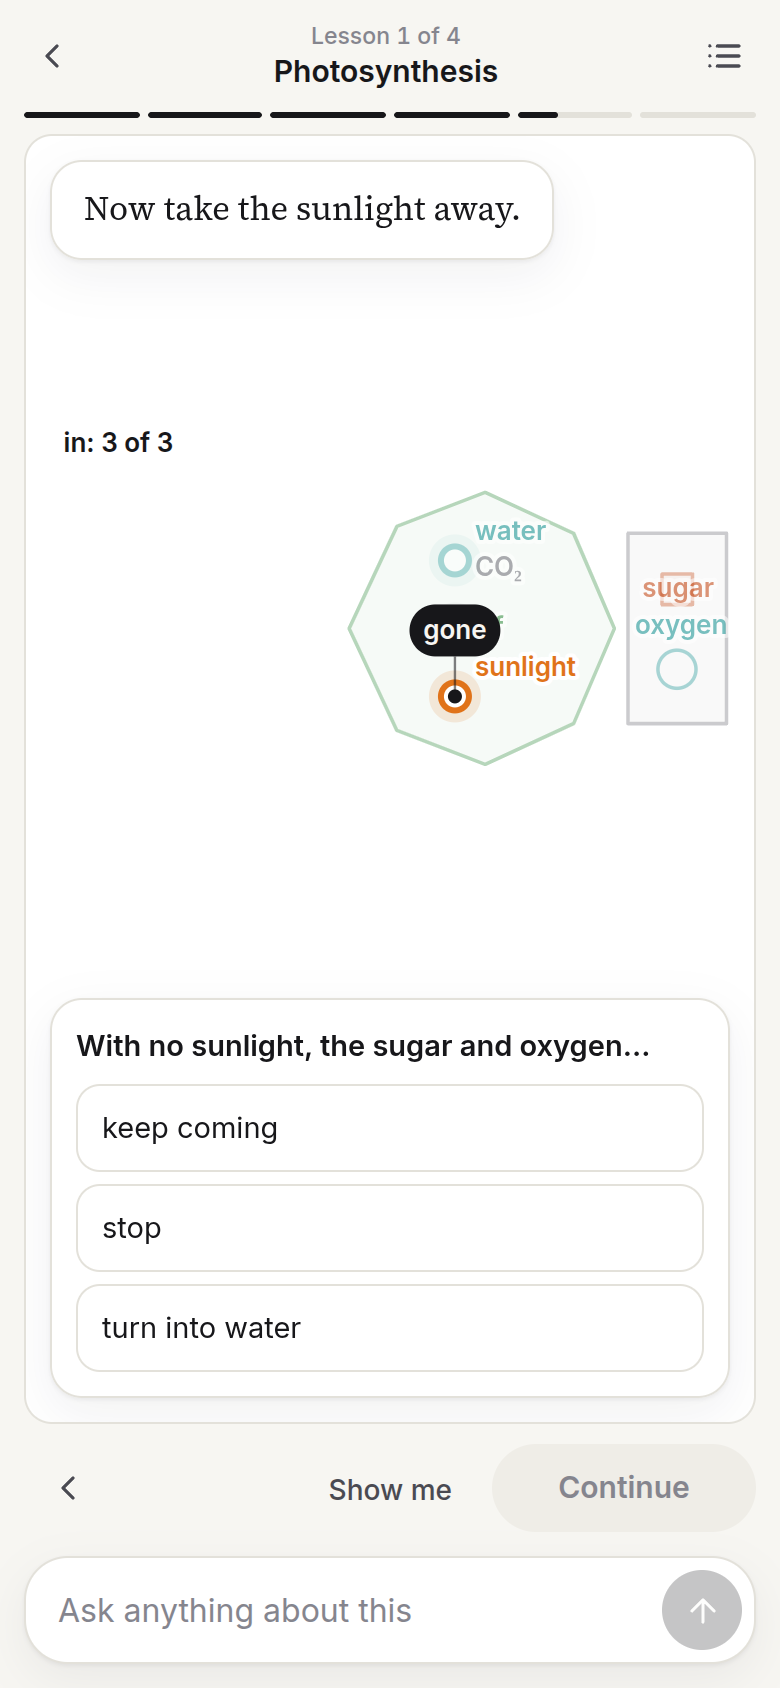 Lesson 1 of 4
Photosynthesis
Now take the sunlight away.
in: 3 of 3
water
CO₂
gone
sunlight
sugar
oxygen
With no sunlight, the sugar and oxygen...
keep coming
stop
turn into water
Show me
Continue
Ask anything about this